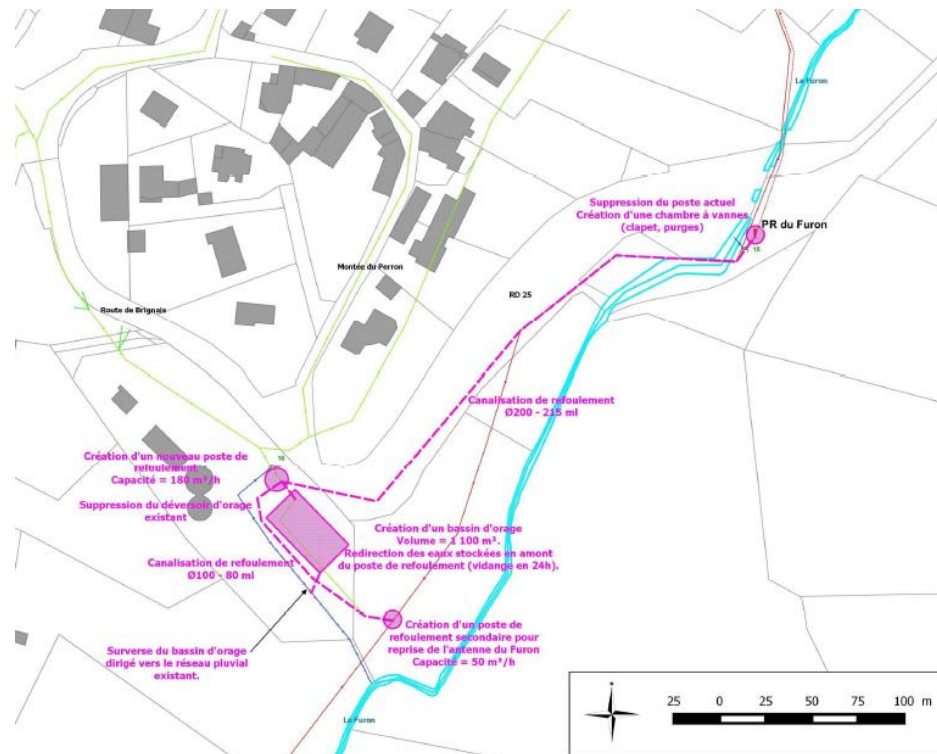 Le Furon
Suppression du poste actuel
Création d'une chambre à vannes
(clapet, purges)
PR du Furon
16
Montée du Perron
RD 25
Route de Brignais
Canalisation de refoulement
Ø200 - 215 ml
Création d'un nouveau poste de
refoulement
Capacité = 180 m³/h
16
Suppression du déversoir d'orage
existant
Création d'un bassin d'orage
Volume = 1 100 m³.
Redirection des eaux stockées en amont
du poste de refoulement (vidange en 24h).
Canalisation de refoulement
Ø100 - 80 ml
Création d'un poste de
refoulement secondaire pour
reprise de l'antenne du Furon
Capacité = 50 m³/h
Surverse du bassin d'orage
dirigé vers le réseau pluvial
existant.
Le Furon
25 0 25 50 75 100 m